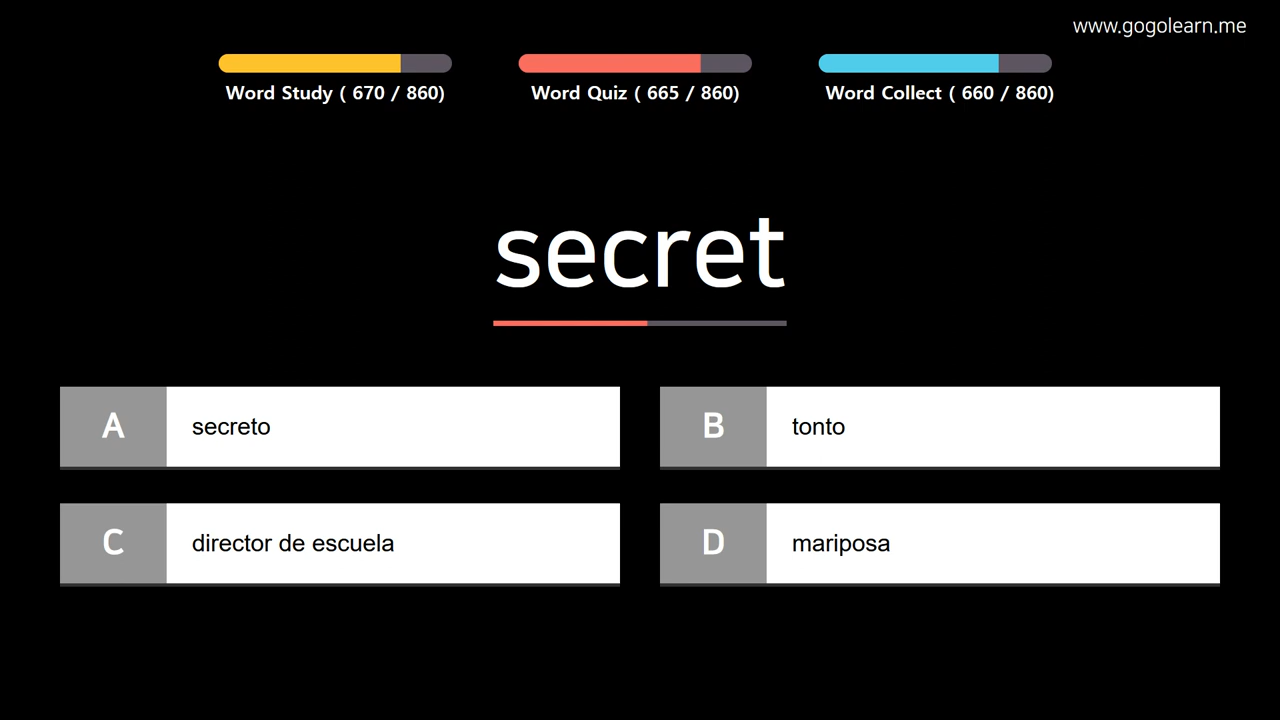 www.gogolearn.me
Word Study ( 670 / 860)
Word Quiz ( 665 / 860)
Word Collect ( 660 / 860)
secret
A secreto
B tonto
C director de escuela
D mariposa